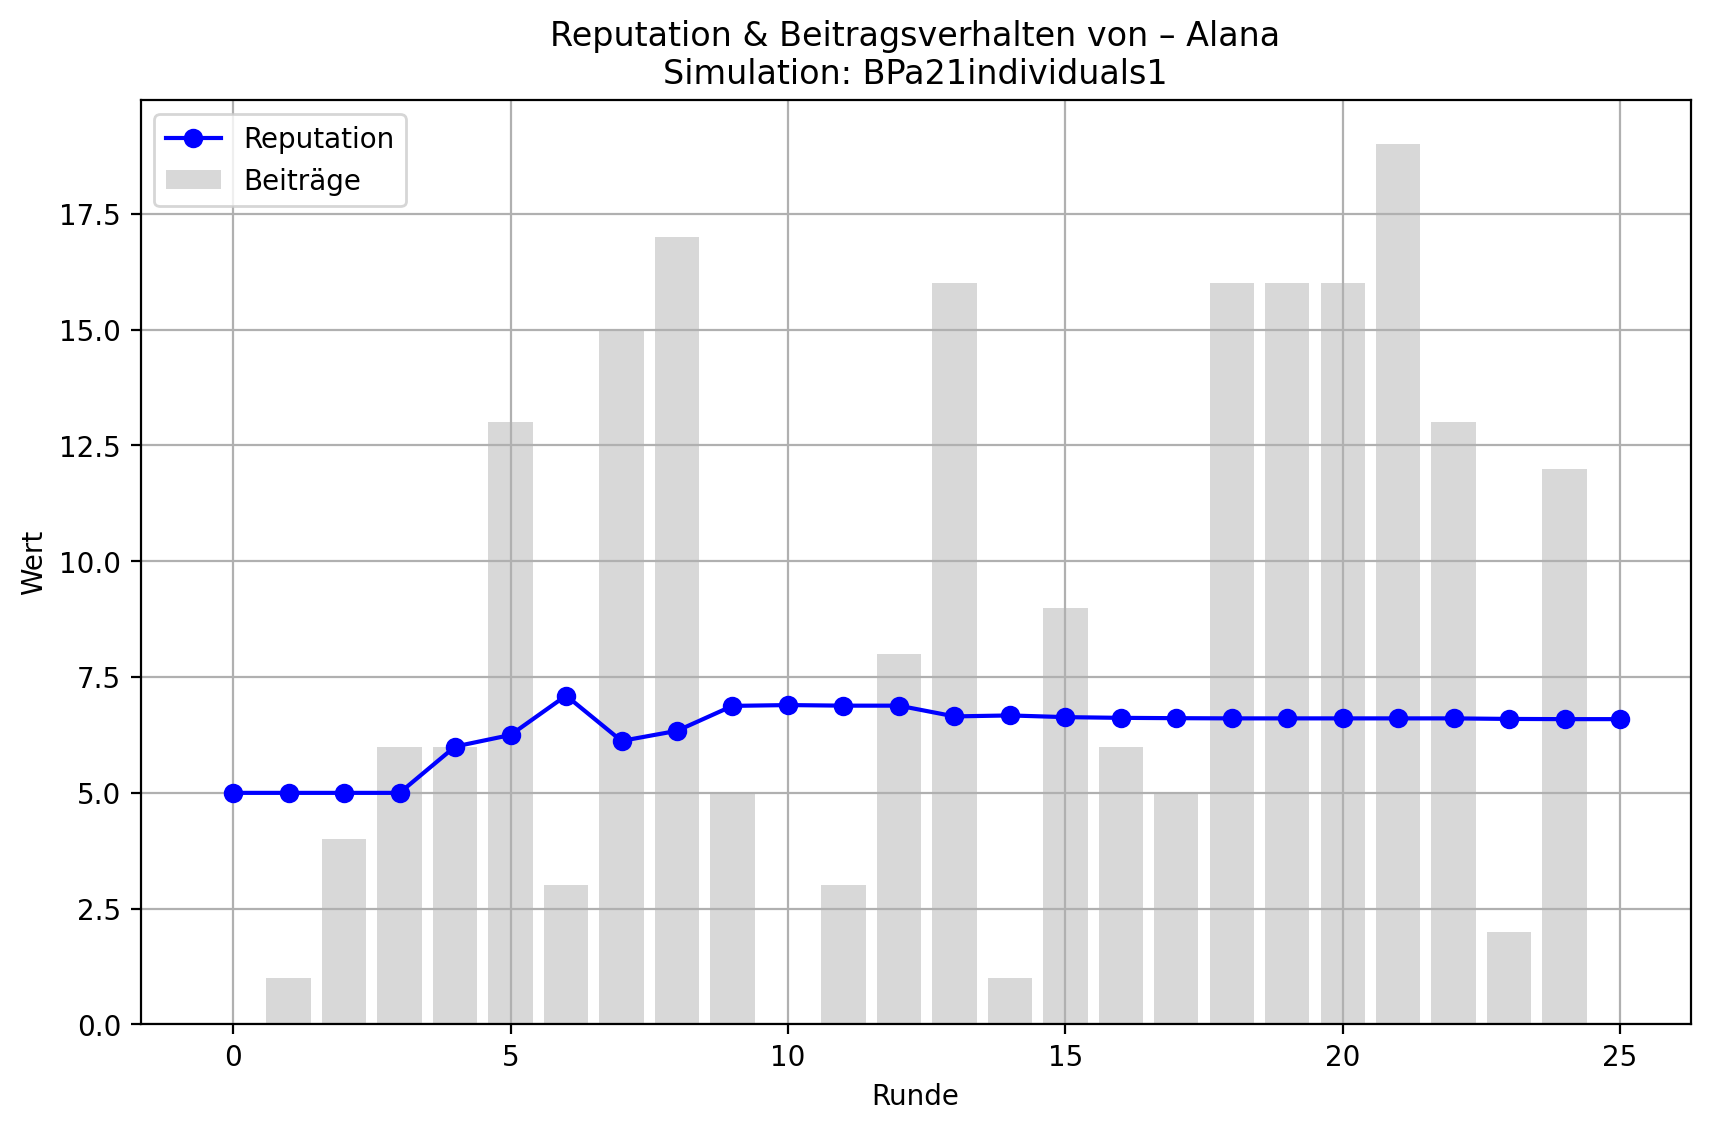 Reputation & Beitragsverhalten von – Alana
Simulation: BPa21individuals1
Reputation
Beiträge
17.5
15.0
12.5
10.0
7.5
5.0
2.5
0.0
Wert
0 5 10 15 20 25
Runde